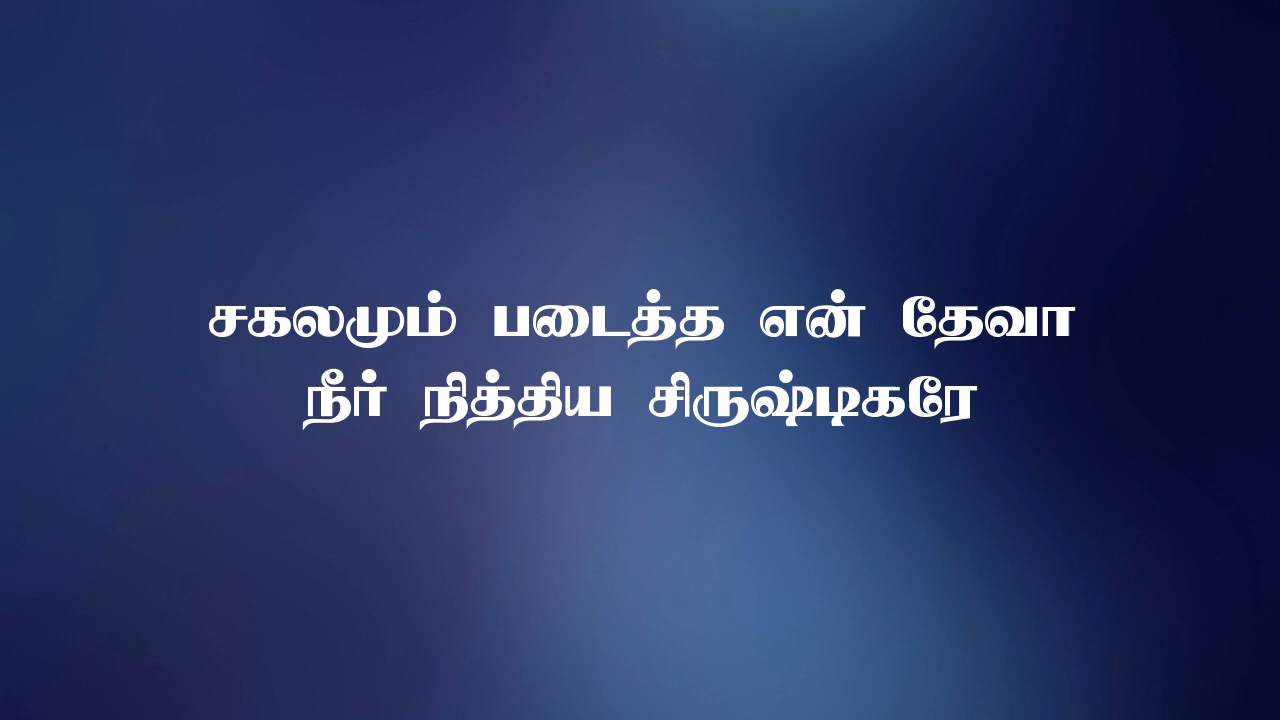 சகலமும் படைத்த என் தேவா
நீர் நித்திய சிருஷ்டிகரே